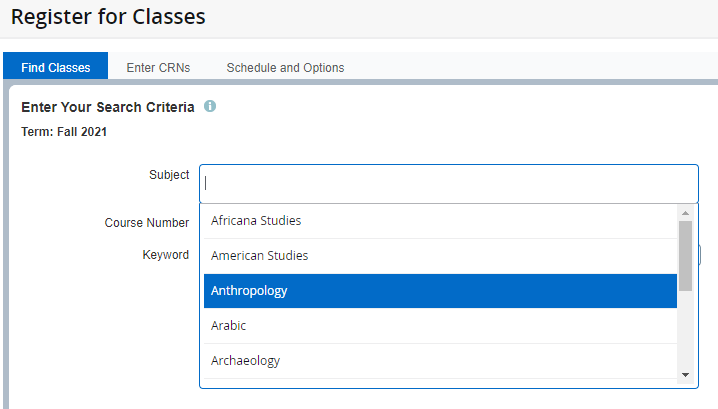 Register for Classes
Find Classes
Enter CRNs
Schedule and Options
Enter Your Search Criteria
Term: Fall 2021
Subject
Course Number
Keyword
Africana Studies
American Studies
Anthropology
Arabic
Archaeology